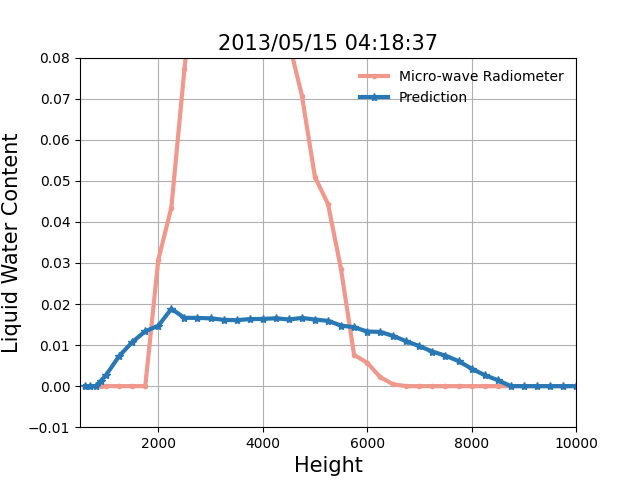 2013/05/15 04:18:37
Micro-wave Radiometer
Prediction
Liquid Water Content
0.08
0.07
0.06
0.05
0.04
0.03
0.02
0.01
0.00
−0.01
2000 4000 6000 8000 10000
Height